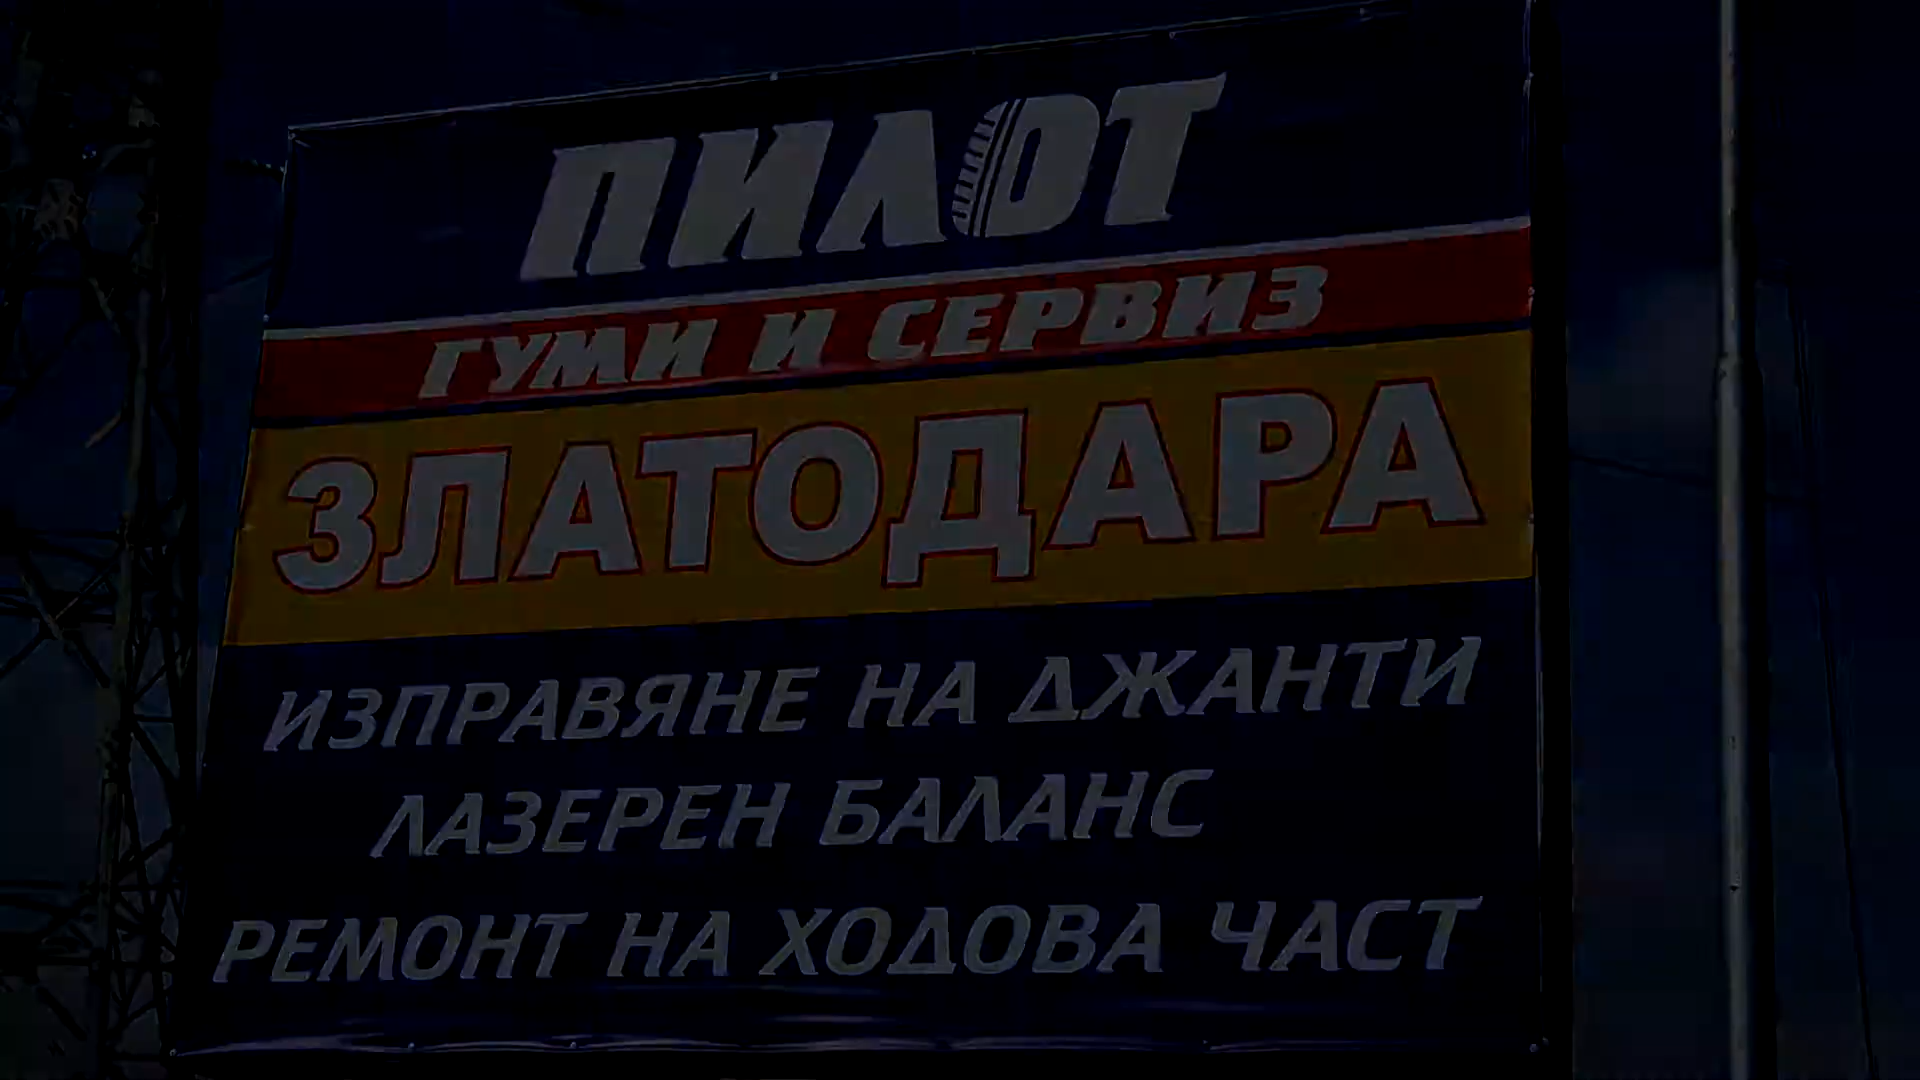 ПИЛОТ
ГУМИ И СЕРВИЗ
ЗЛАТОДАРА
ИЗПРАВЯНЕ НА ДЖАНТИ
ЛАЗЕРЕН БАЛАНС
РЕМОНТ НА ХОДОВА ЧАСТ